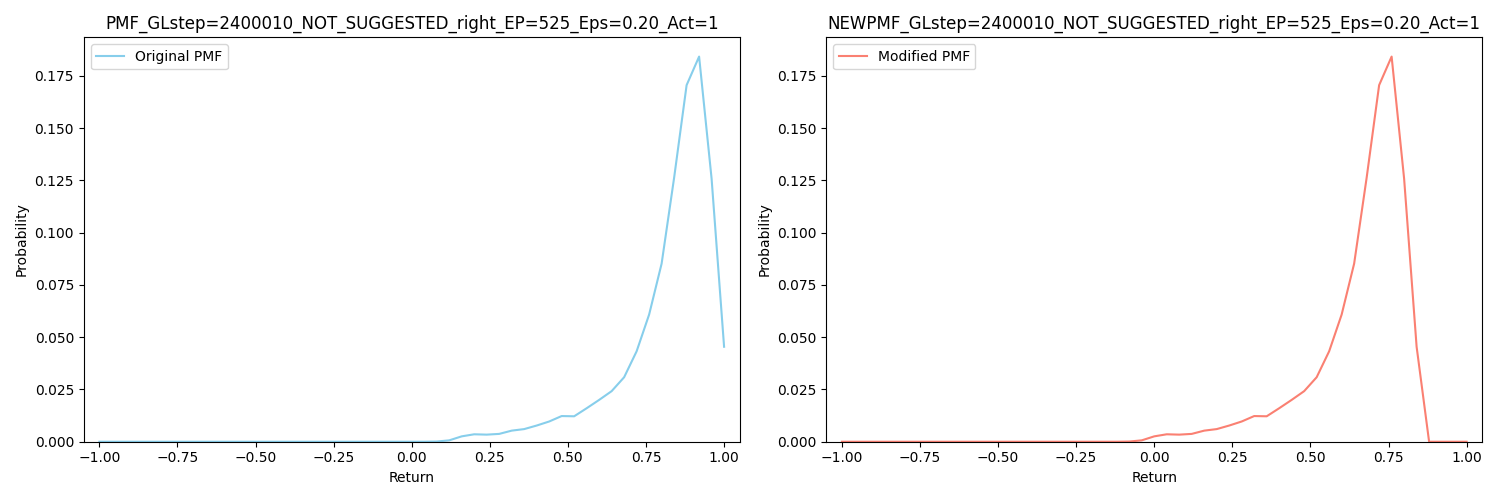 PMF_GLstep=2400010_NOT_SUGGESTED_right_EP=525_Eps=0.20_Act=1
Original PMF
0.175
0.150
0.125
0.100
0.075
0.050
0.025
0.000
Probability
−1.00 −0.75 −0.50 −0.25 0.00 0.25 0.50 0.75 1.00
Return
NEWPMF_GLstep=2400010_NOT_SUGGESTED_right_EP=525_Eps=0.20_Act=1
Modified PMF
0.175
0.150
0.125
0.100
0.075
0.050
0.025
0.000
Probability
−1.00 −0.75 −0.50 −0.25 0.00 0.25 0.50 0.75 1.00
Return